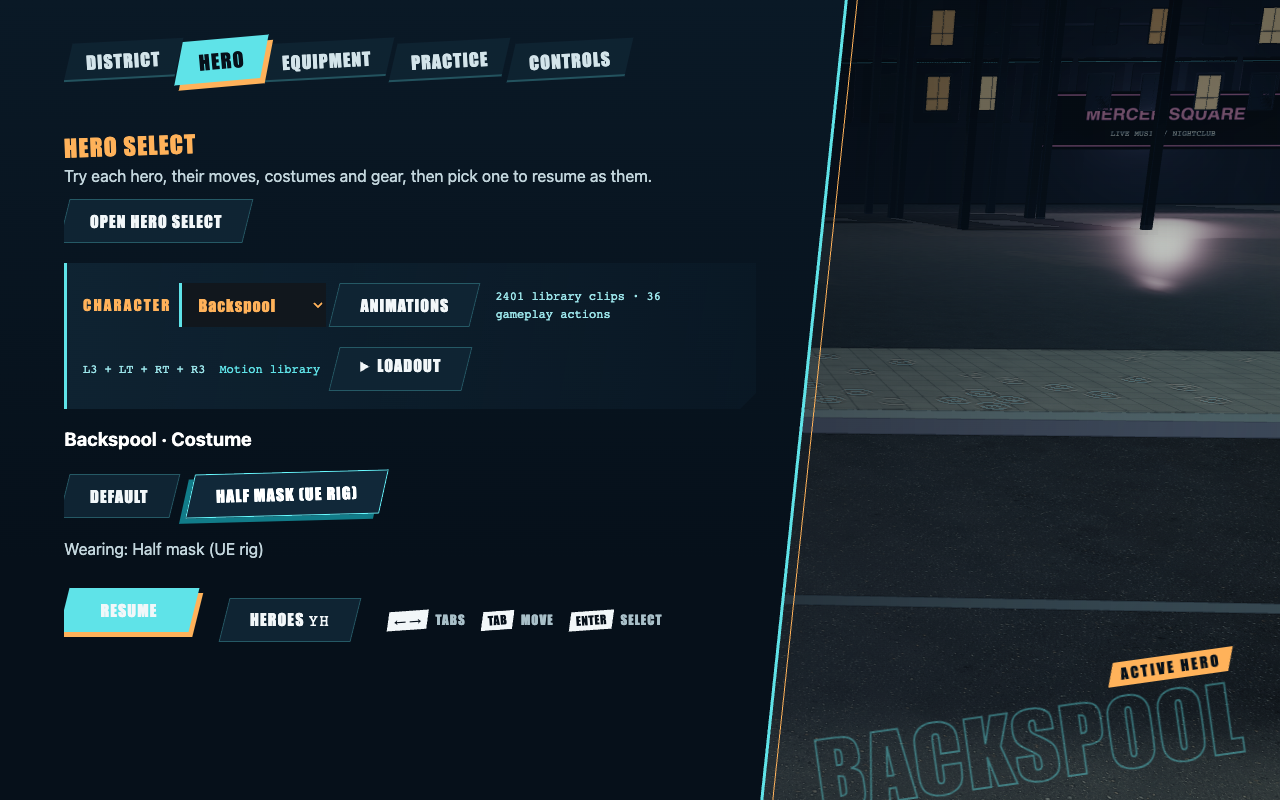 DISTRICT HERO EQUIPMENT PRACTICE CONTROLS
HERO SELECT
Try each hero, their moves, costumes and gear, then pick one to resume as them.
OPEN HERO SELECT
CHARACTER Backspool ANIMATIONS 2401 library clips · 36
gameplay actions
L3 + LT + RT + R3 Motion library ▶ LOADOUT
Backspool · Costume
DEFAULT HALF MASK (UE RIG)
Wearing: Half mask (UE rig)
RESUME HEROES YH ←→ TABS TAB MOVE ENTER SELECT
MERCER SQUARE
LIVE MUSI / NIGHTCLUB
ACTIVE HERO
BACKSPOOL